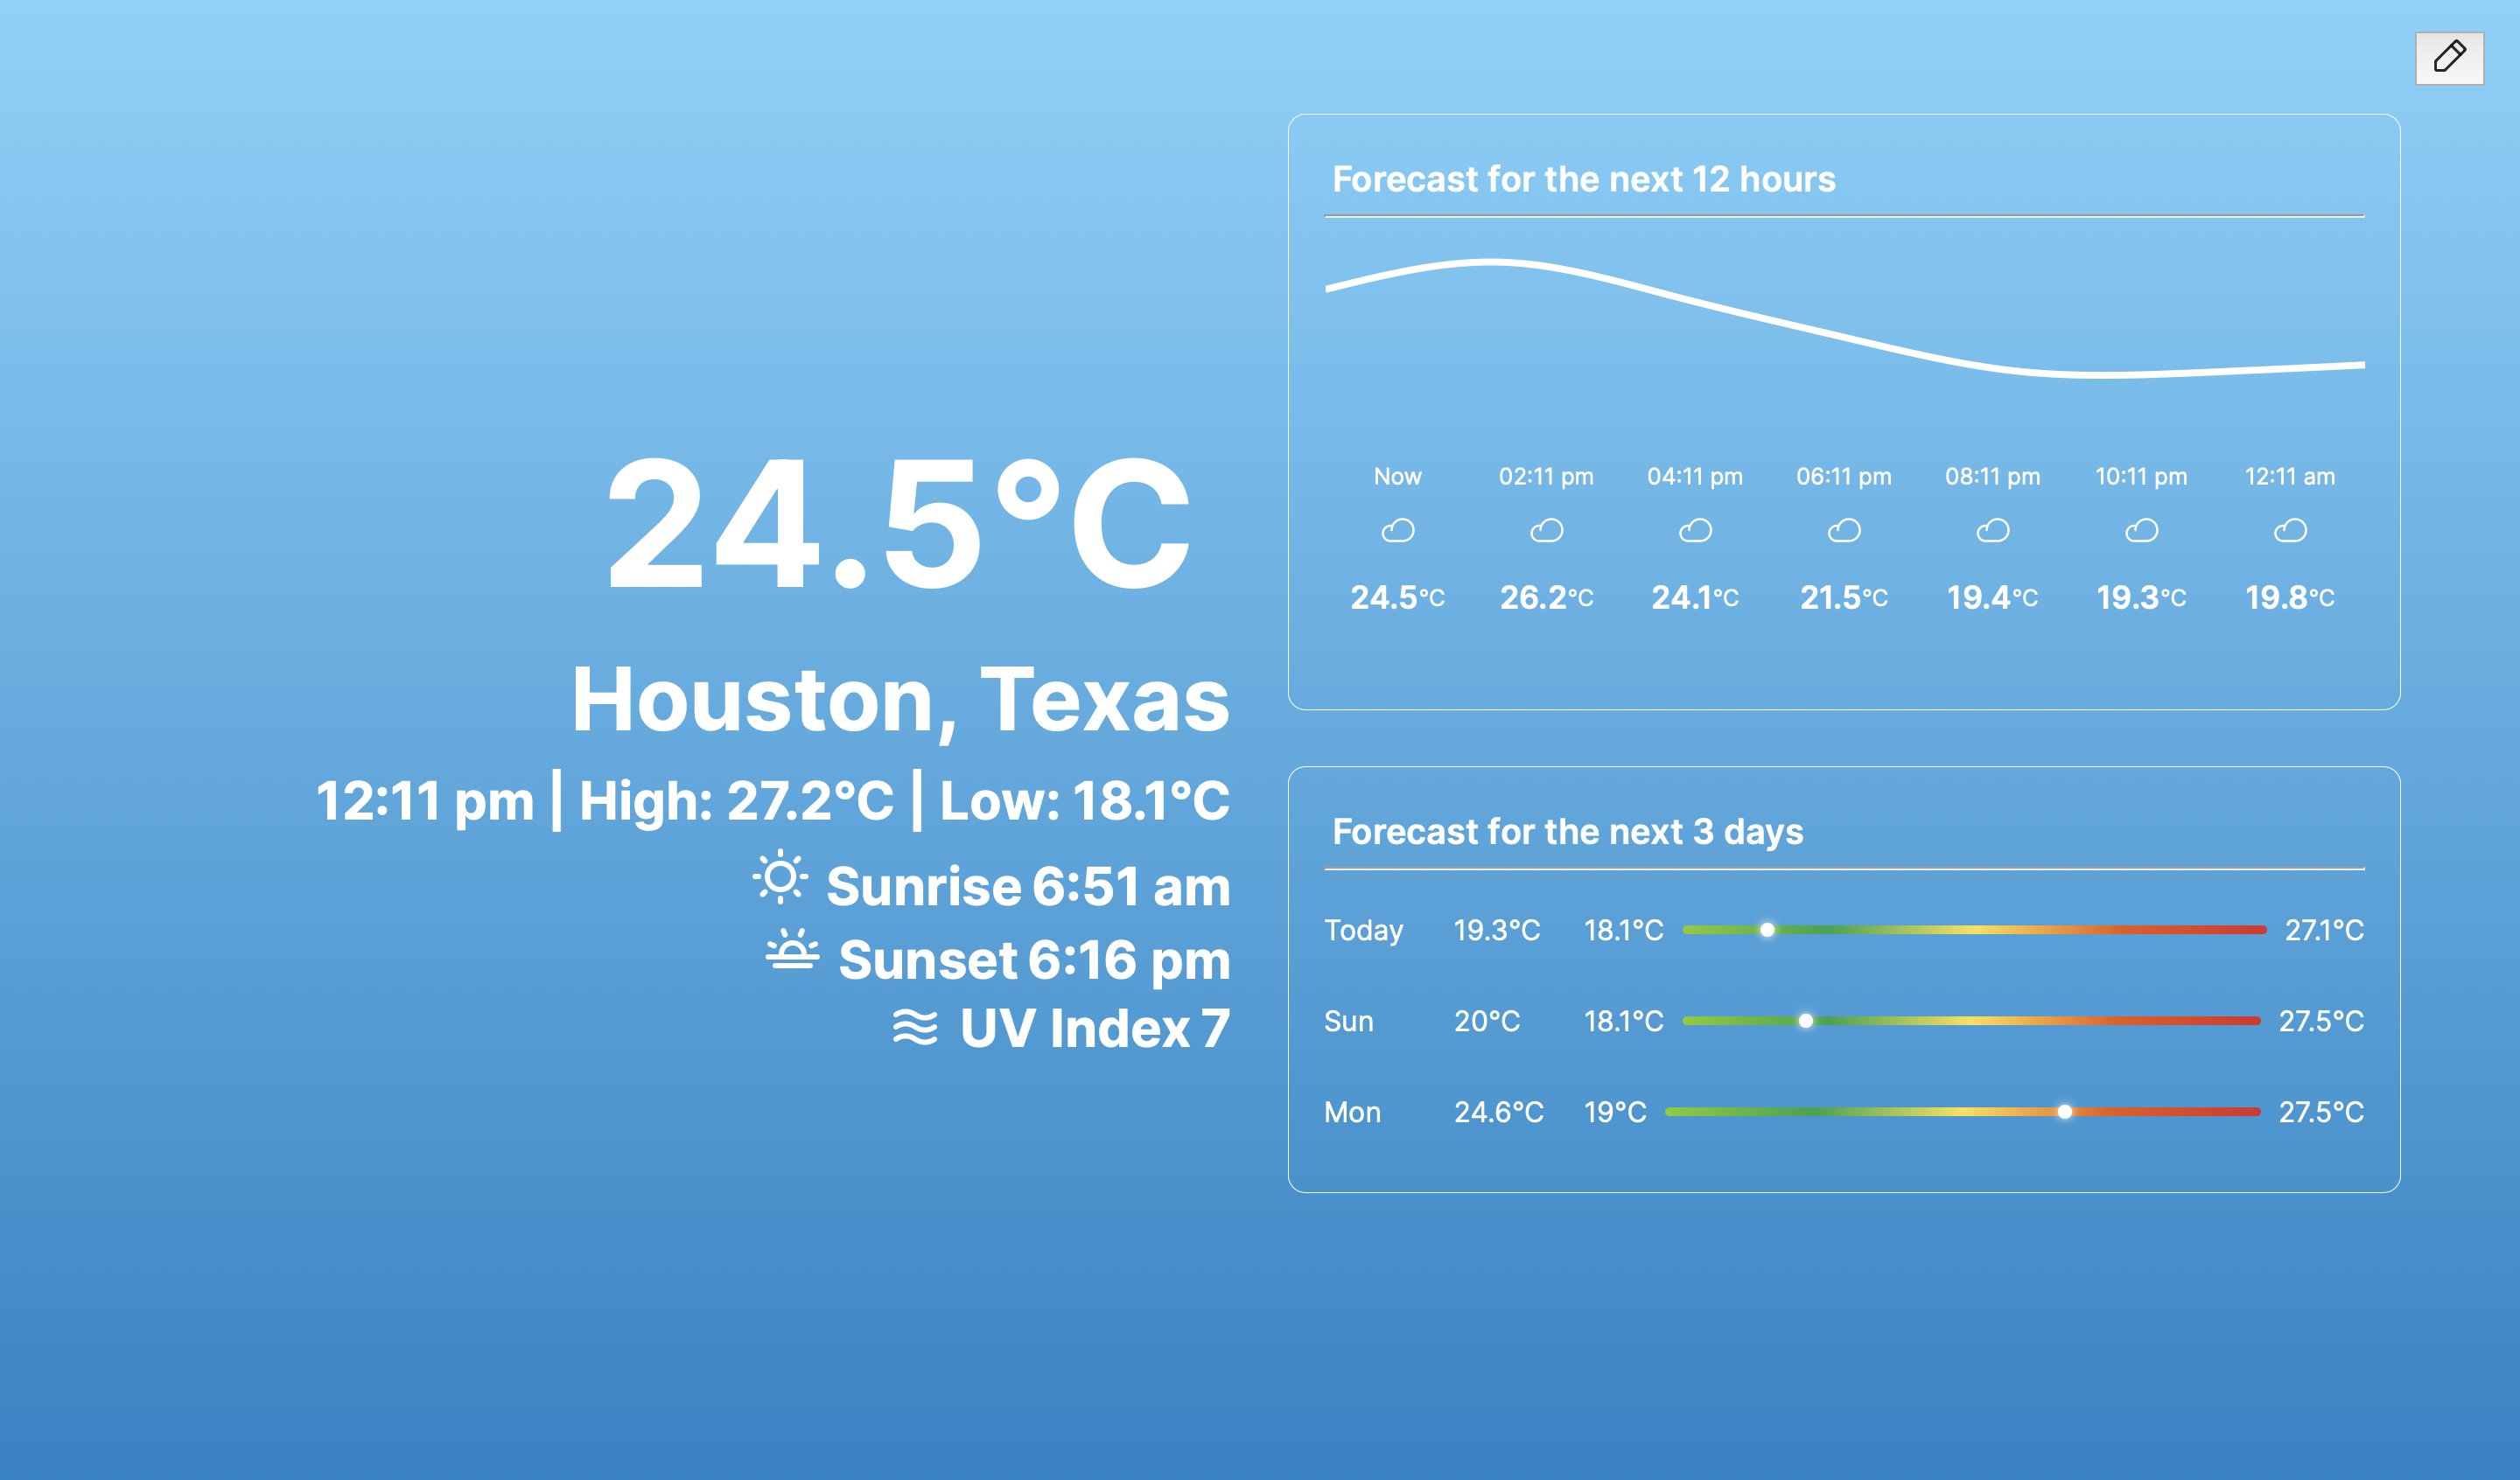 24.5°C
Houston, Texas
12:11 pm | High: 27.2°C | Low: 18.1°C
Sunrise 6:51 am
Sunset 6:16 pm
UV Index 7
Forecast for the next 12 hours
Now 02:11 pm 04:11 pm 06:11 pm 08:11 pm 10:11 pm 12:11 am
24.5°C 26.2°C 24.1°C 21.5°C 19.4°C 19.3°C 19.8°C
Forecast for the next 3 days
Today 19.3°C 18.1°C 27.1°C
Sun 20°C 18.1°C 27.5°C
Mon 24.6°C 19°C 27.5°C